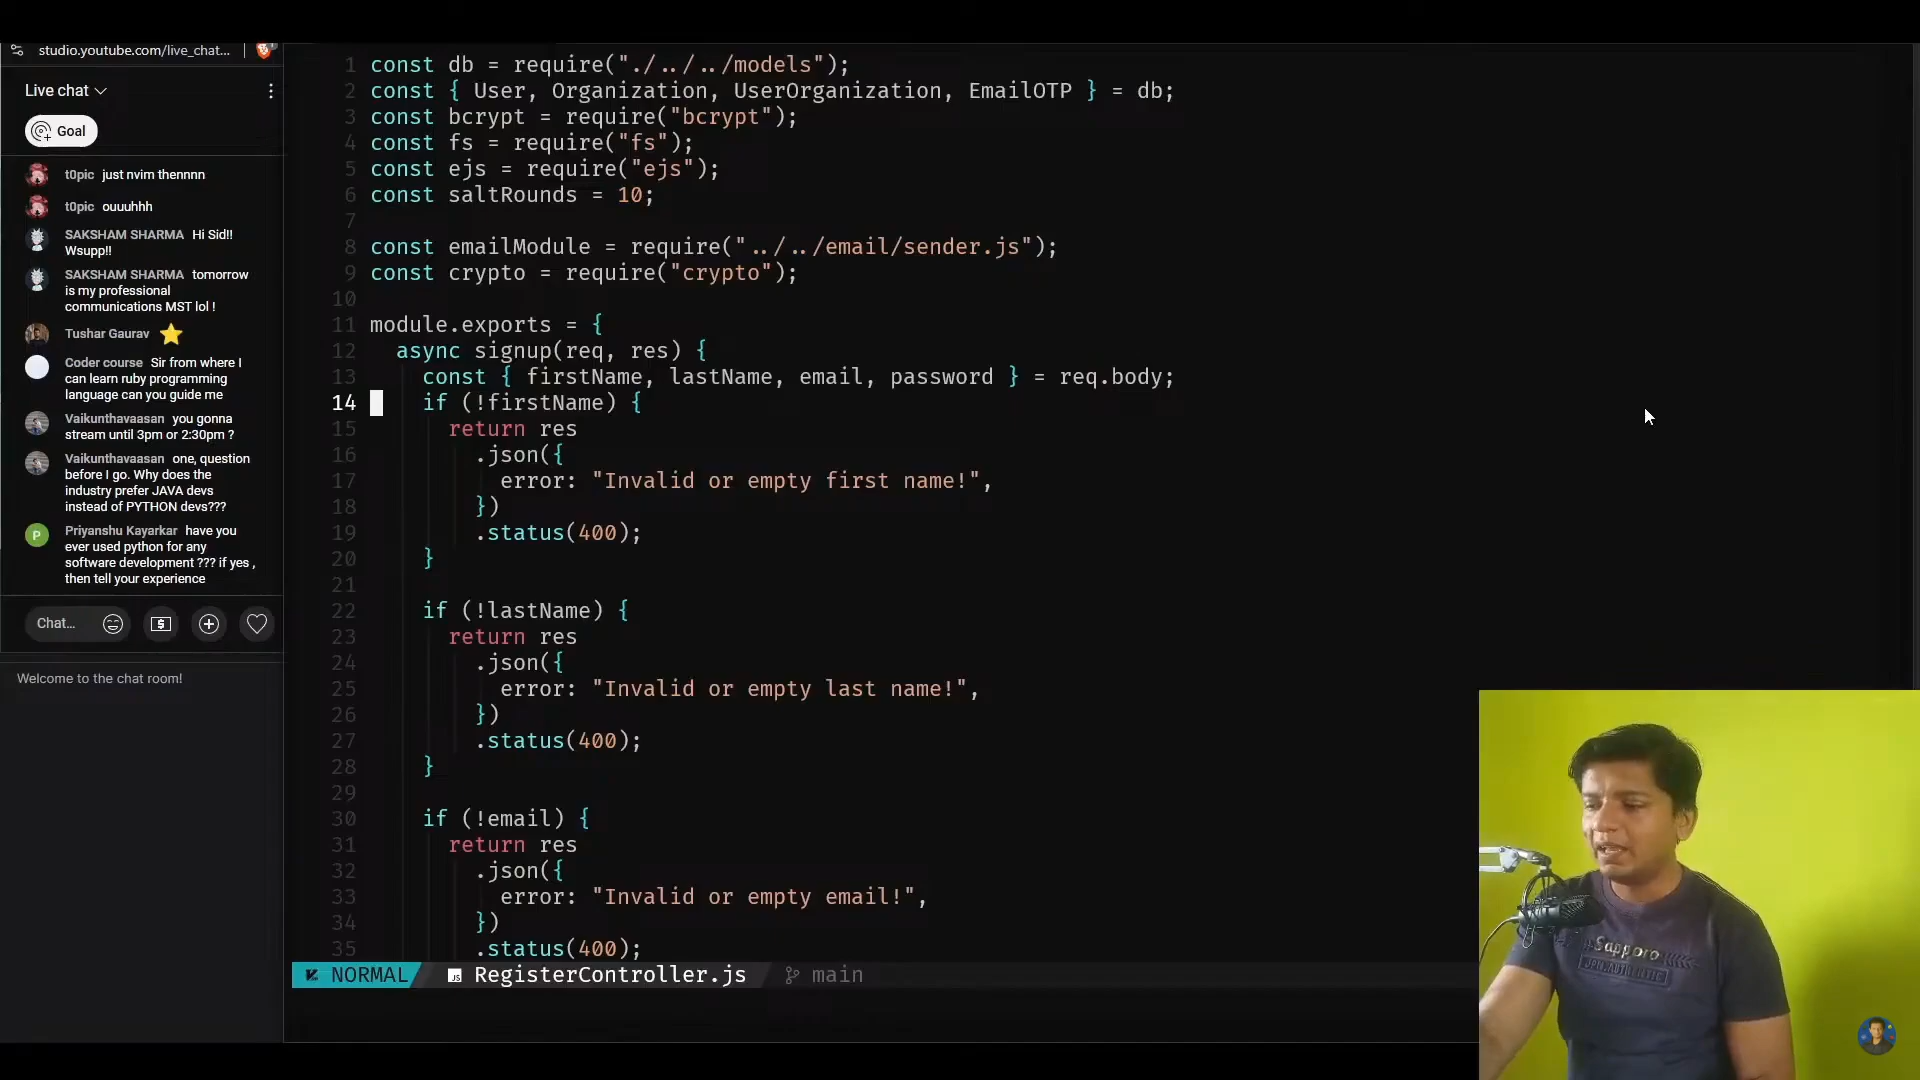 studio.youtube.com/live_chat...
Live chat
Goal
t0pic just nvim thennnn
t0pic ouuuhhh
SAKSHAM SHARMA Hi Sid!!
Wsupp!!
SAKSHAM SHARMA tomorrow
is my professional
communications MST lol !
Tushar Gaurav
Coder course Sir from where I
can learn ruby programming
language can you guide me
Vaikunthavaasan you gonna
stream until 3pm or 2:30pm ?
Vaikunthavaasan one, question
before I go. Why does the
industry prefer JAVA devs
instead of PYTHON devs???
P
Priyanshu Kayarkar have you
ever used python for any
software development ??? if yes ,
then tell your experience
Chat...
Welcome to the chat room!
1 const db = require("./../../models");
2 const { User, Organization, UserOrganization, EmailOTP } = db;
3 const bcrypt = require("bcrypt");
4 const fs = require("fs");
5 const ejs = require("ejs");
6 const saltRounds = 10;
7
8 const emailModule = require("../../email/sender.js");
9 const crypto = require("crypto");
10
11 module.exports = {
12 async signup(req, res) {
13 const { firstName, lastName, email, password } = req.body;
14 if (!firstName) {
15 return res
16 .json({
17 error: "Invalid or empty first name!",
18 })
19 .status(400);
20 }
21
22 if (!lastName) {
23 return res
24 .json({
25 error: "Invalid or empty last name!",
26 })
27 .status(400);
28 }
29
30 if (!email) {
31 return res
32 .json({
33 error: "Invalid or empty email!",
34 })
35 .status(400);
NORMAL RegisterController.js main
Sapporo